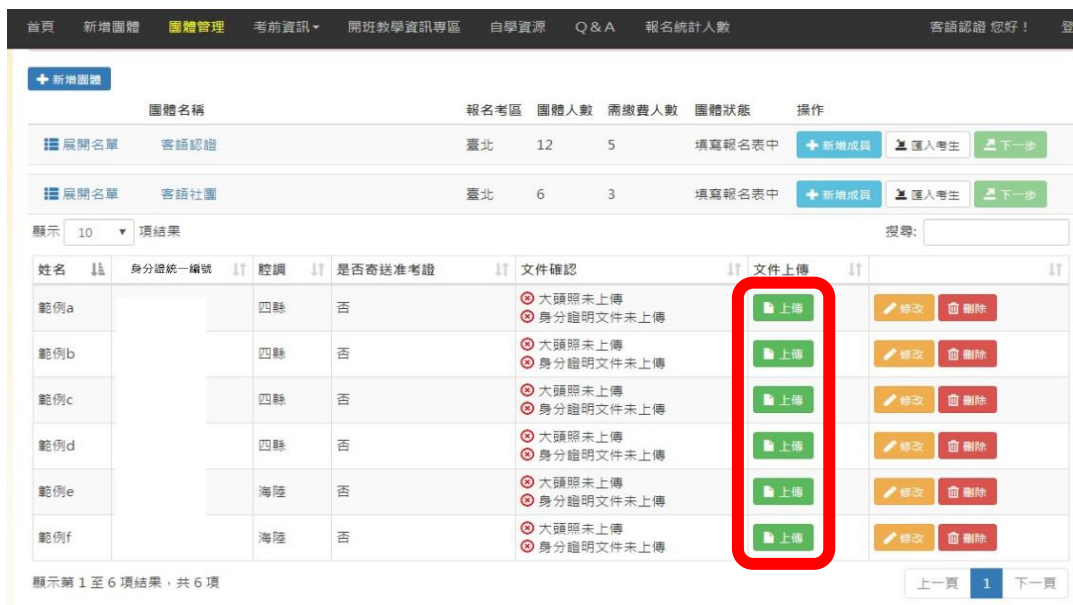 首頁 新增團體 團體管理 考前資訊 開班教學資訊專區 自學資源 Q&A 報名統計人數 客語認證 您好！ 登
新增團體
團體名稱 報名考區 團體人數 需繳費人數 團體狀態 操作
展開名單 客語認證 臺北 12 5 填寫報名表中 新增成員 匯入考生 下一步
展開名單 客語社團 臺北 6 3 填寫報名表中 新增成員 匯入考生 下一步
顯示 10 項結果 搜尋:
姓名 身分證統一編號 腔調 是否寄送准考證 文件確認 文件上傳
範例a 四縣 否 大頭照未上傳 上傳 修改 刪除
身分證明文件未上傳
範例b 四縣 否 大頭照未上傳 上傳 修改 刪除
身分證明文件未上傳
範例c 四縣 否 大頭照未上傳 上傳 修改 刪除
身分證明文件未上傳
範例d 四縣 否 大頭照未上傳 上傳 修改 刪除
身分證明文件未上傳
範例e 海陸 否 大頭照未上傳 上傳 修改 刪除
身分證明文件未上傳
範例f 海陸 否 大頭照未上傳 上傳 修改 刪除
身分證明文件未上傳
顯示第 1 至 6 項結果，共 6 項 上一頁 1 下一頁